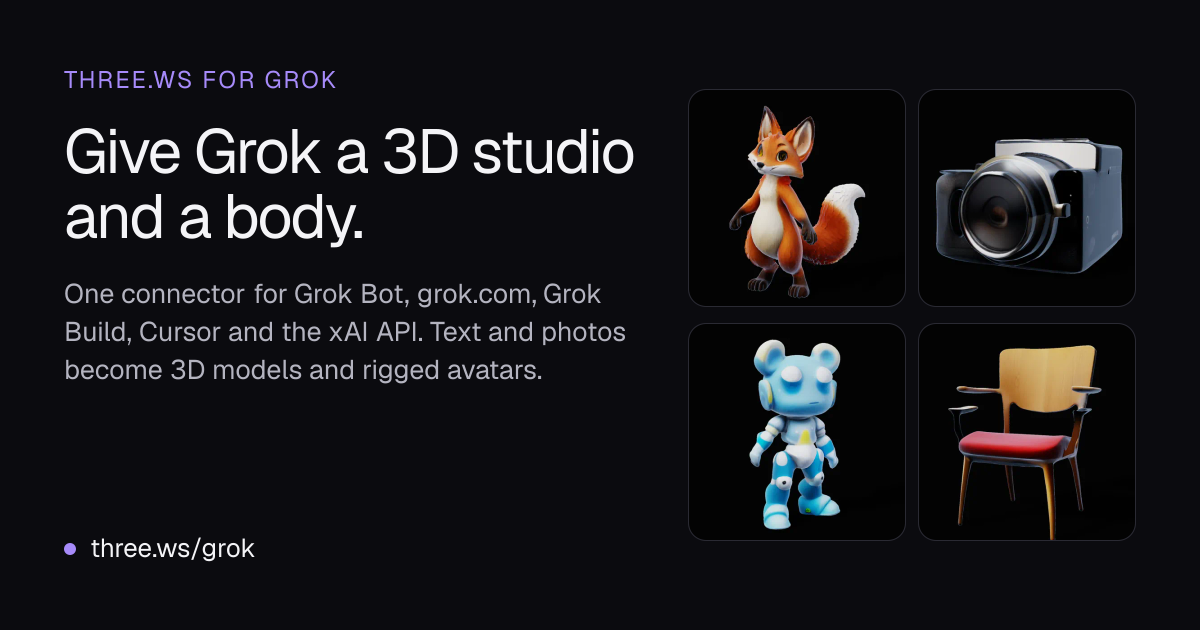 THREE.WS FOR GROK
Give Grok a 3D studio
and a body.
One connector for Grok Bot, grok.com, Grok
Build, Cursor and the xAI API. Text and photos
become 3D models and rigged avatars.
three.ws/grok